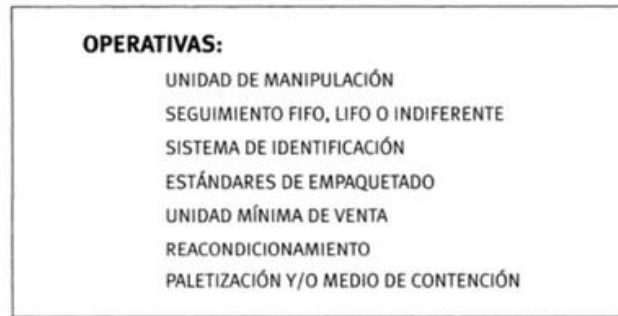 OPERATIVAS:
UNIDAD DE MANIPULACIÓN
SEGUIMIENTO FIFO, LIFO O INDIFERENTE
SISTEMA DE IDENTIFICACIÓN
ESTÁNDARES DE EMPAQUETADO
UNIDAD MÍNIMA DE VENTA
REACONDICIONAMIENTO
PALETIZACIÓN Y/O MEDIO DE CONTENCIÓN